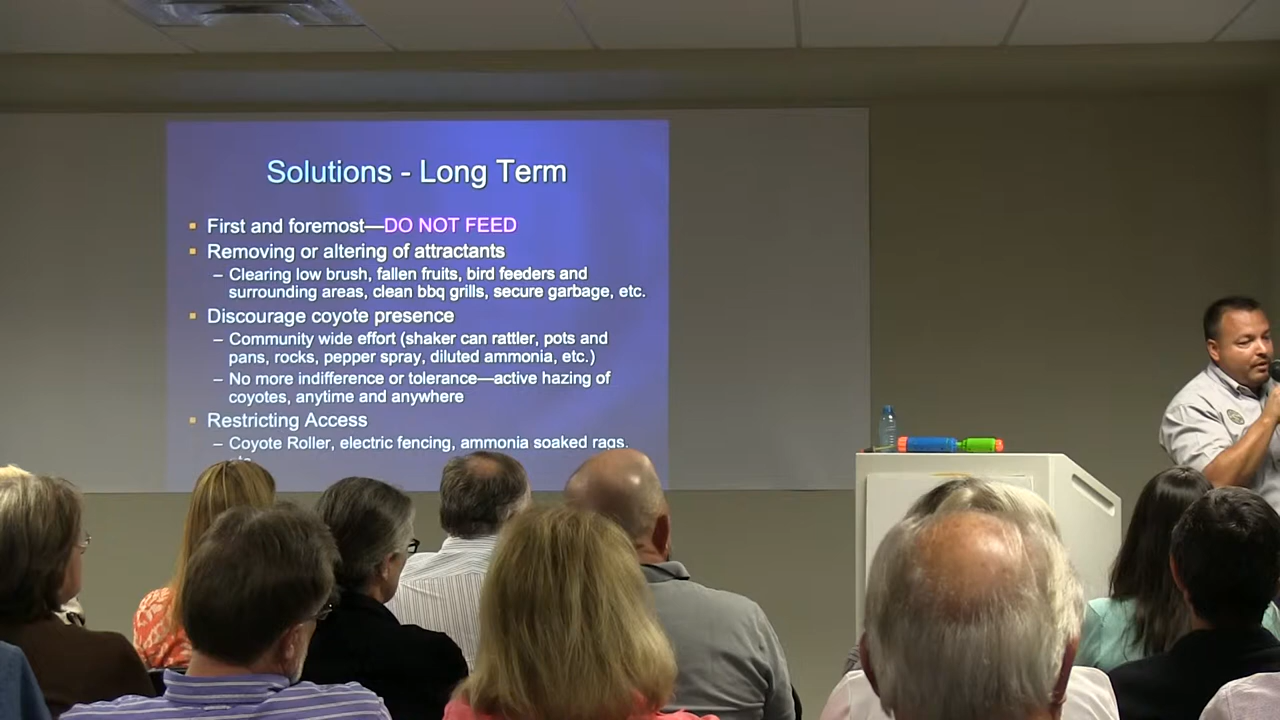 Solutions - Long Term
First and foremost—DO NOT FEED
Removing or altering of attractants
– Clearing low brush, fallen fruits, bird feeders and
surrounding areas, clean bbq grills, secure garbage, etc.
Discourage coyote presence
– Community wide effort (shaker can rattler, pots and
pans, rocks, pepper spray, diluted ammonia, etc.)
– No more indifference or tolerance—active hazing of
coyotes, anytime and anywhere
Restricting Access
– Coyote Roller, electric fencing, ammonia soaked rags,